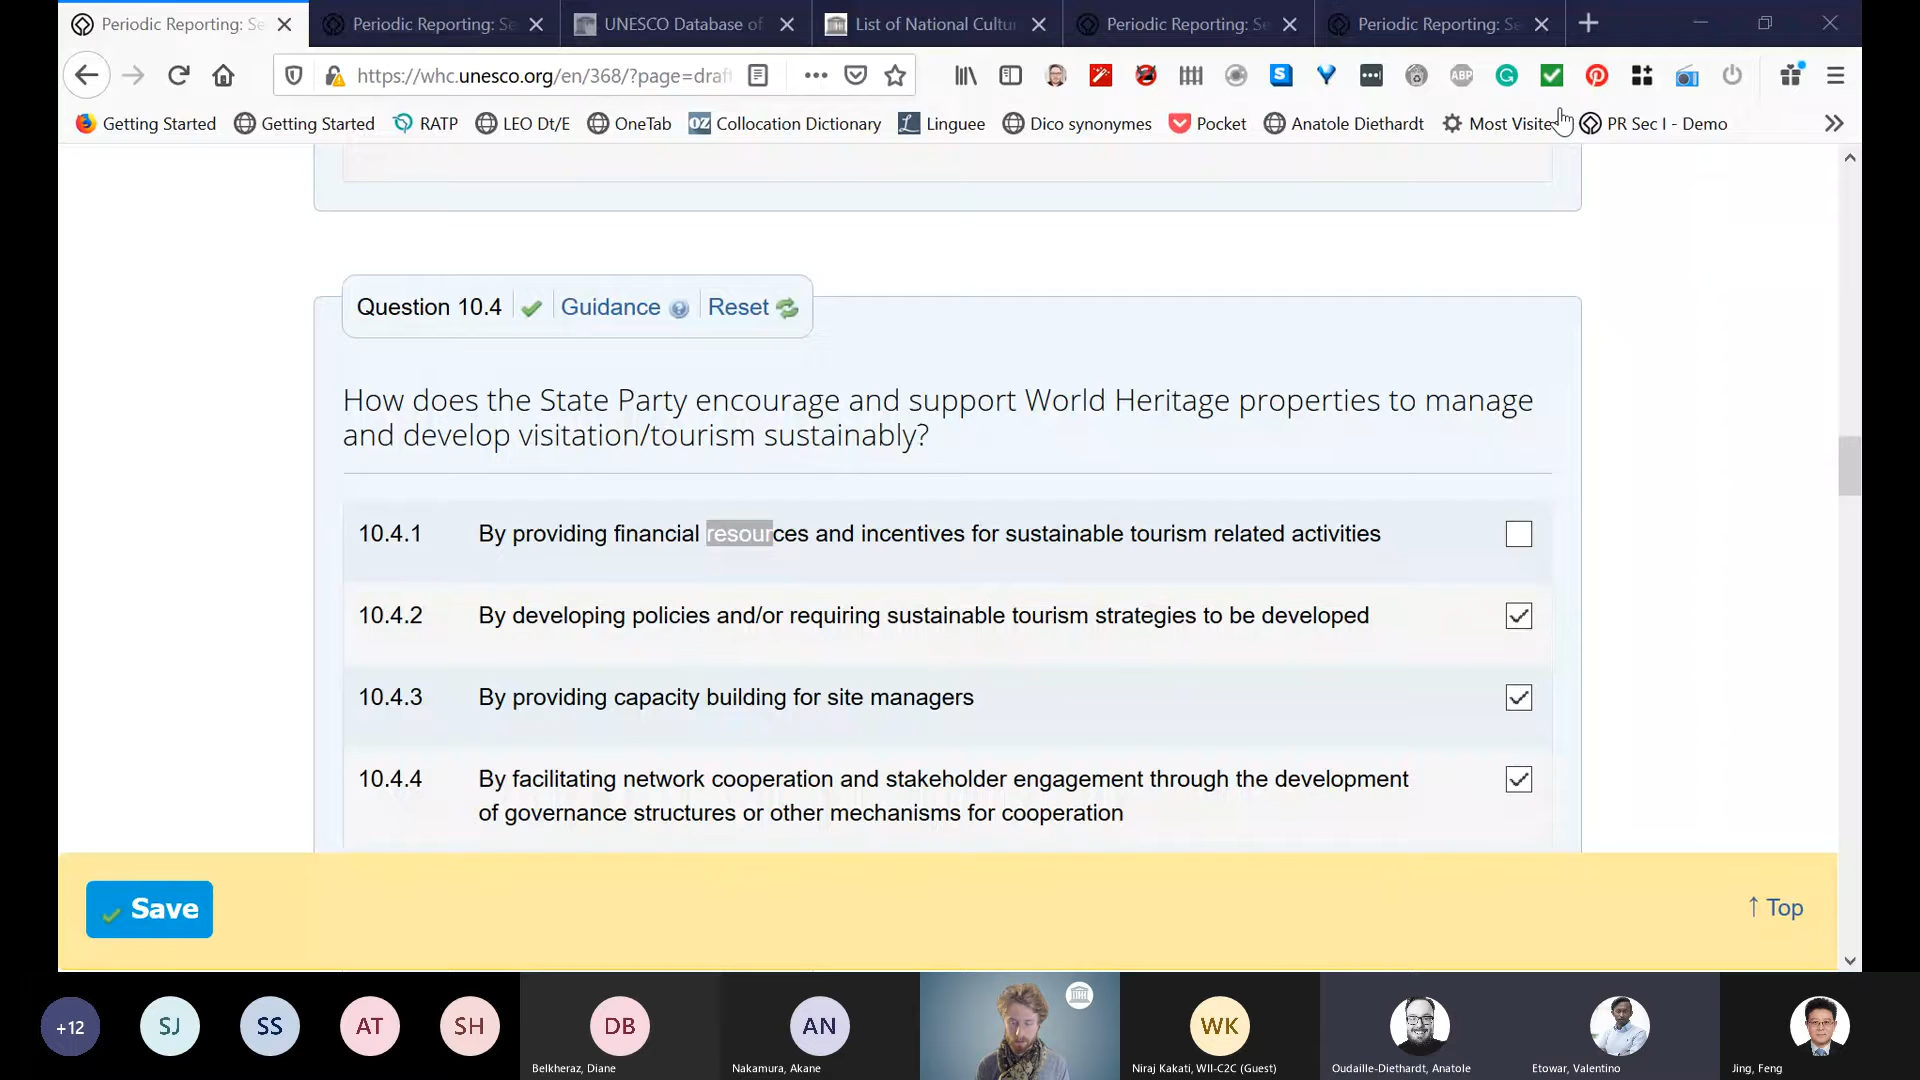 Periodic Reporting: Se
Periodic Reporting: Se
UNESCO Database of
List of National Cultur
Periodic Reporting: Se
Periodic Reporting: Se
https://whc.unesco.org/en/368/?page=draft
S
ABP
G
Getting Started
Getting Started
RATP
LEO Dt/E
OneTab
OZ Collocation Dictionary
L Linguee
Dico synonymes
Pocket
Anatole Diethardt
Most Visite
PR Sec I - Demo
Question 10.4
Guidance
Reset
How does the State Party encourage and support World Heritage properties to manage
and develop visitation/tourism sustainably?
10.4.1 By providing financial resources and incentives for sustainable tourism related activities
10.4.2 By developing policies and/or requiring sustainable tourism strategies to be developed
10.4.3 By providing capacity building for site managers
10.4.4 By facilitating network cooperation and stakeholder engagement through the development
of governance structures or other mechanisms for cooperation
Save
↑ Top
+12
SJ
SS
AT
SH
DB
AN
WK
Belkheraz, Diane
Nakamura, Akane
Niraj Kakati, WII-C2C (Guest)
Oudaille-Diethardt, Anatole
Etowar, Valentino
Jing, Feng